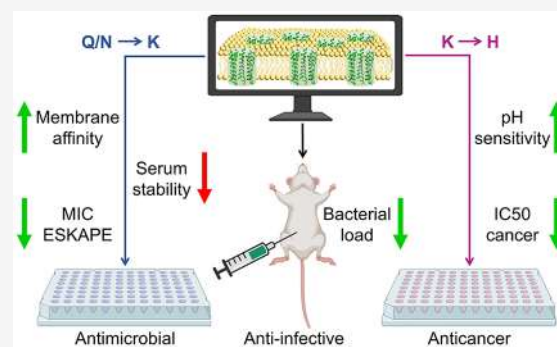 Q/N → K
K → H
Membrane
affinity
Serum
stability
MIC
ESKAPE
pH
sensitivity
Bacterial
load
IC50
cancer
Antimicrobial
Anti-infective
Anticancer